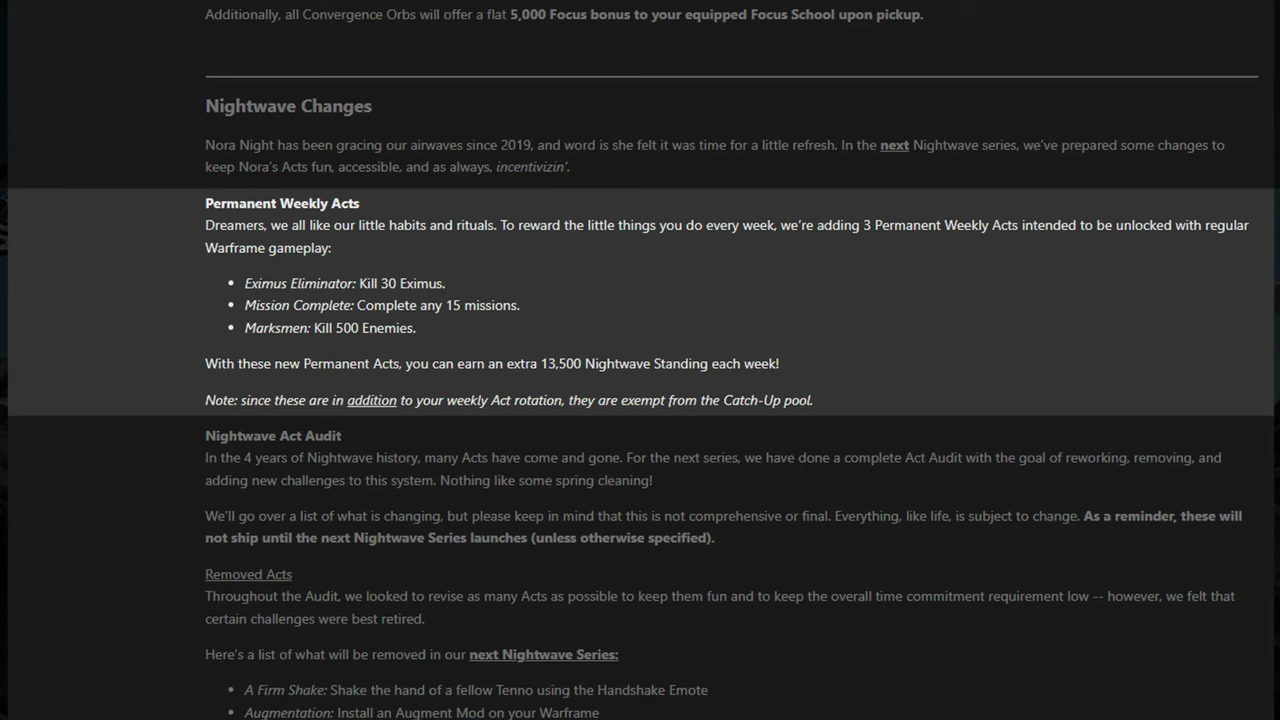 Additionally, all Convergence Orbs will offer a flat 5,000 Focus bonus to your equipped Focus School upon pickup.
Nightwave Changes
Nora Night has been gracing our airwaves since 2019, and word is she felt it was time for a little refresh. In the next Nightwave series, we've prepared some changes to
keep Nora's Acts fun, accessible, and as always, incentivizin'.
Permanent Weekly Acts
Dreamers, we all like our little habits and rituals. To reward the little things you do every week, we're adding 3 Permanent Weekly Acts intended to be unlocked with regular
Warframe gameplay:
• Eximus Eliminator: Kill 30 Eximus.
• Mission Complete: Complete any 15 missions.
• Marksmen: Kill 500 Enemies.
With these new Permanent Acts, you can earn an extra 13,500 Nightwave Standing each week!
Note: since these are in addition to your weekly Act rotation, they are exempt from the Catch-Up pool.
Nightwave Act Audit
In the 4 years of Nightwave history, many Acts have come and gone. For the next series, we have done a complete Act Audit with the goal of reworking, removing, and
adding new challenges to this system. Nothing like some spring cleaning!
We'll go over a list of what is changing, but please keep in mind that this is not comprehensive or final. Everything, like life, is subject to change. As a reminder, these will
not ship until the next Nightwave Series launches (unless otherwise specified).
Removed Acts
Throughout the Audit, we looked to revise as many Acts as possible to keep them fun and to keep the overall time commitment requirement low -- however, we felt that
certain challenges were best retired.
Here's a list of what will be removed in our next Nightwave Series:
• A Firm Shake: Shake the hand of a fellow Tenno using the Handshake Emote
• Augmentation: Install an Augment Mod on your Warframe